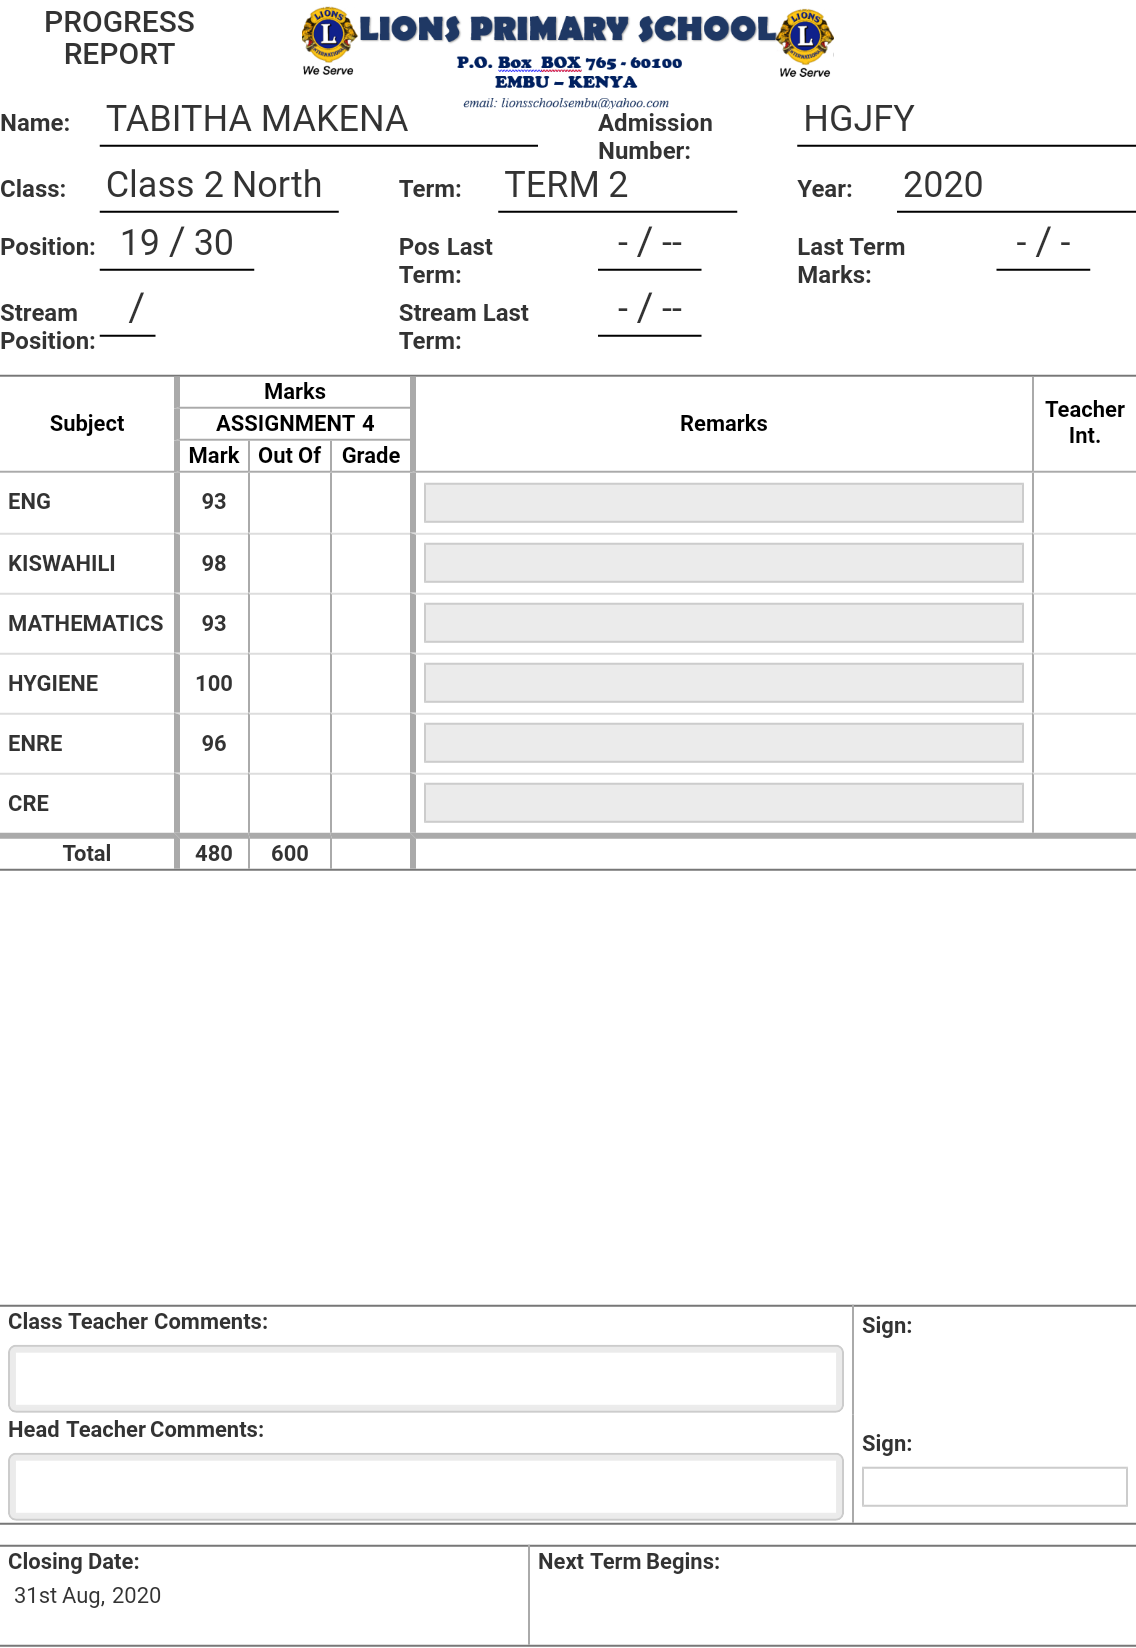 PROGRESS
REPORT
LIONS PRIMARY SCHOOL
We Serve
We Serve
P.O. Box BOX 765 - 60100
EMBU – KENYA
email: lionsschoolsembu@yahoo.com
Name: TABITHA MAKENA Admission Number: HGJFY
Class: Class 2 North Term: TERM 2 Year: 2020
Position: 19 / 30 Pos Last Term: - / -- Last Term Marks: - / -
Stream Position: / Stream Last Term: - / --
Subject Marks Remarks Teacher Int.
ASSIGNMENT 4
Mark Out Of Grade
ENG 93
KISWAHILI 98
MATHEMATICS 93
HYGIENE 100
ENRE 96
CRE
Total 480 600
Class Teacher Comments:
Sign:
Head Teacher Comments:
Sign:
Closing Date: Next Term Begins:
31st Aug, 2020